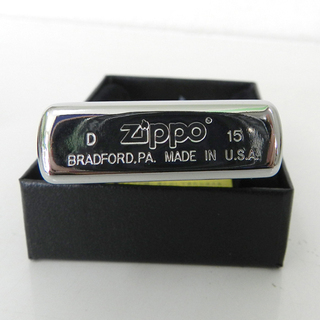 D Zippo® 15
BRADFORD,PA. MADE IN U.S.A.